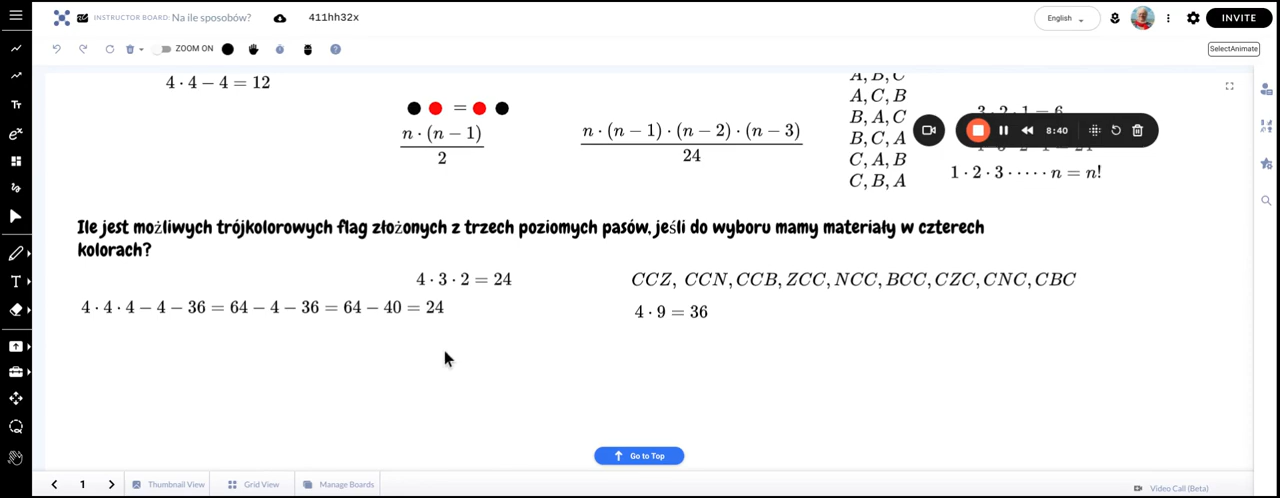 INSTRUCTOR BOARD: Na ile sposobów?
411hh32x
English
INVITE
ZOOM ON
SelectAnimate
4 · 4 − 4 = 12
=
n · (n − 1)
2
n · (n − 1) · (n − 2) · (n − 3)
24
A, B, C
A, C, B
B, A, C
B, C, A
C, A, B
C, B, A
3 · 2 · 1 = 6
8:40
1 · 2 · 3 · · · · · n = n!
Ile jest możliwych trójkolorowych flag złożonych z trzech poziomych pasów, jeśli do wyboru mamy materiały w czterech
kolorach?
4 · 3 · 2 = 24
4 · 4 · 4 − 4 − 36 = 64 − 4 − 36 = 64 − 40 = 24
CCZ, CCN, CCB, ZCC, NCC, BCC, CZC, CNC, CBC
4 · 9 = 36
Go to Top
1
Thumbnail View
Grid View
Manage Boards
Video Call (Beta)